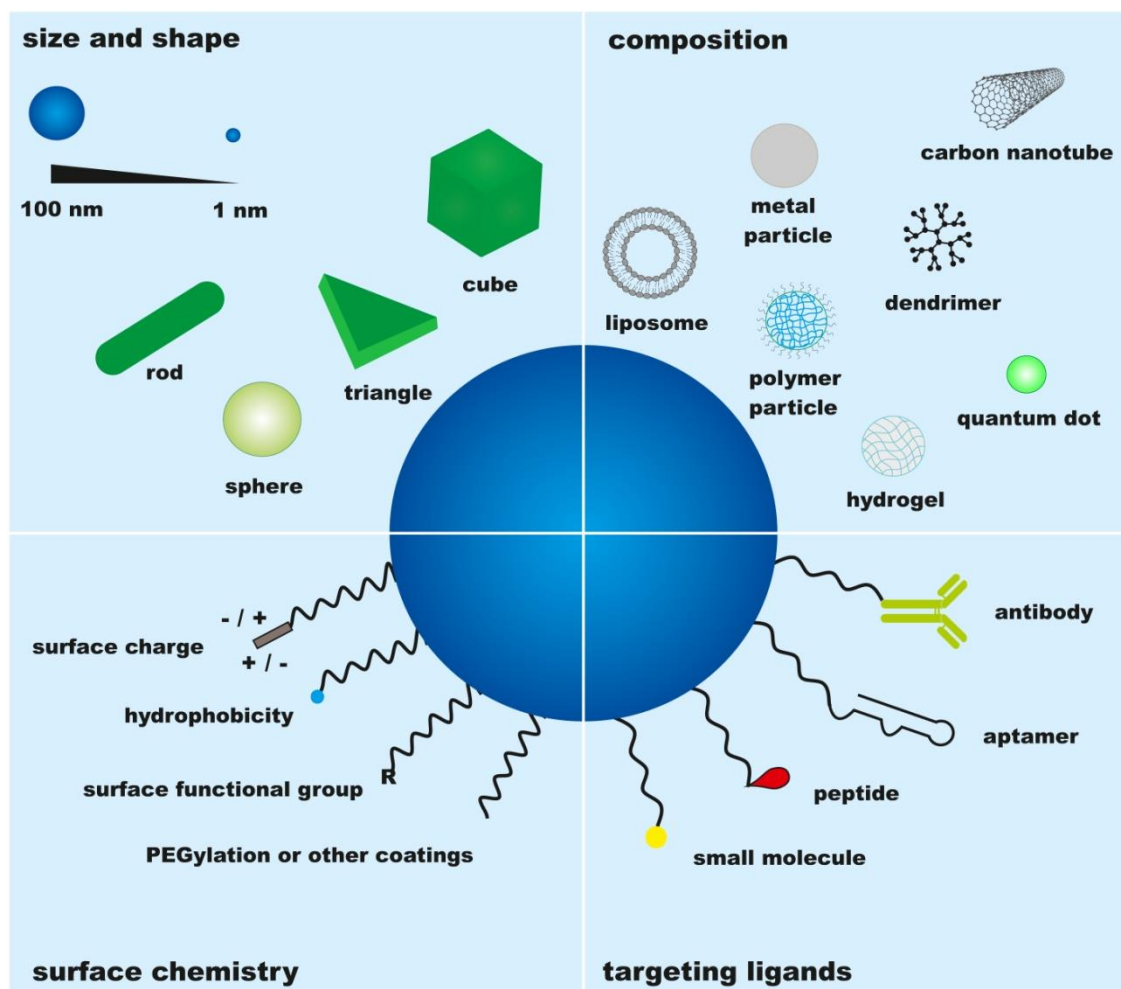 size and shape
100 nm
1 nm
cube
rod
triangle
sphere
composition
carbon nanotube
metal
particle
dendrimer
liposome
polymer
particle
quantum dot
hydrogel
- / +
surface charge
+ / -
hydrophobicity
R
surface functional group
PEGylation or other coatings
surface chemistry
antibody
aptamer
peptide
small molecule
targeting ligands